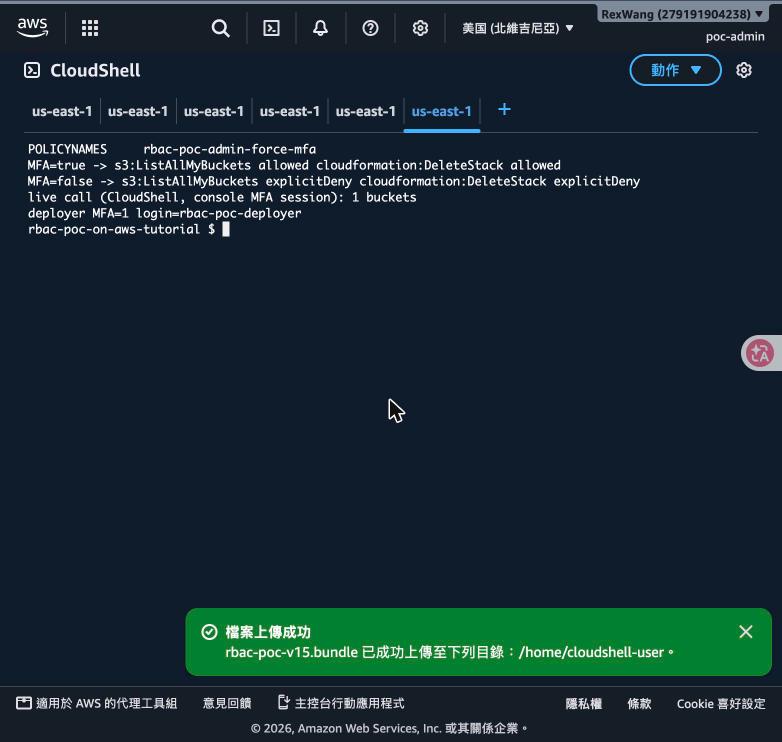 aws
RexWang (279191904238) ▼
美国 (北維吉尼亞) ▼
poc-admin
CloudShell
動作 ▼
us-east-1 us-east-1 us-east-1 us-east-1 us-east-1 us-east-1 +
POLICYNAMES     rbac-poc-admin-force-mfa
MFA=true -> s3:ListAllMyBuckets allowed cloudformation:DeleteStack allowed
MFA=false -> s3:ListAllMyBuckets explicitDeny cloudformation:DeleteStack explicitDeny
live call (CloudShell, console MFA session): 1 buckets
deployer MFA=1 login=rbac-poc-deployer
rbac-poc-on-aws-tutorial $
檔案上傳成功
rbac-poc-v15.bundle 已成功上傳至下列目錄：/home/cloudshell-user。
適用於 AWS 的代理工具組 意見回饋 主控台行動應用程式 隱私權 條款 Cookie 喜好設定
© 2026, Amazon Web Services, Inc. 或其關係企業。